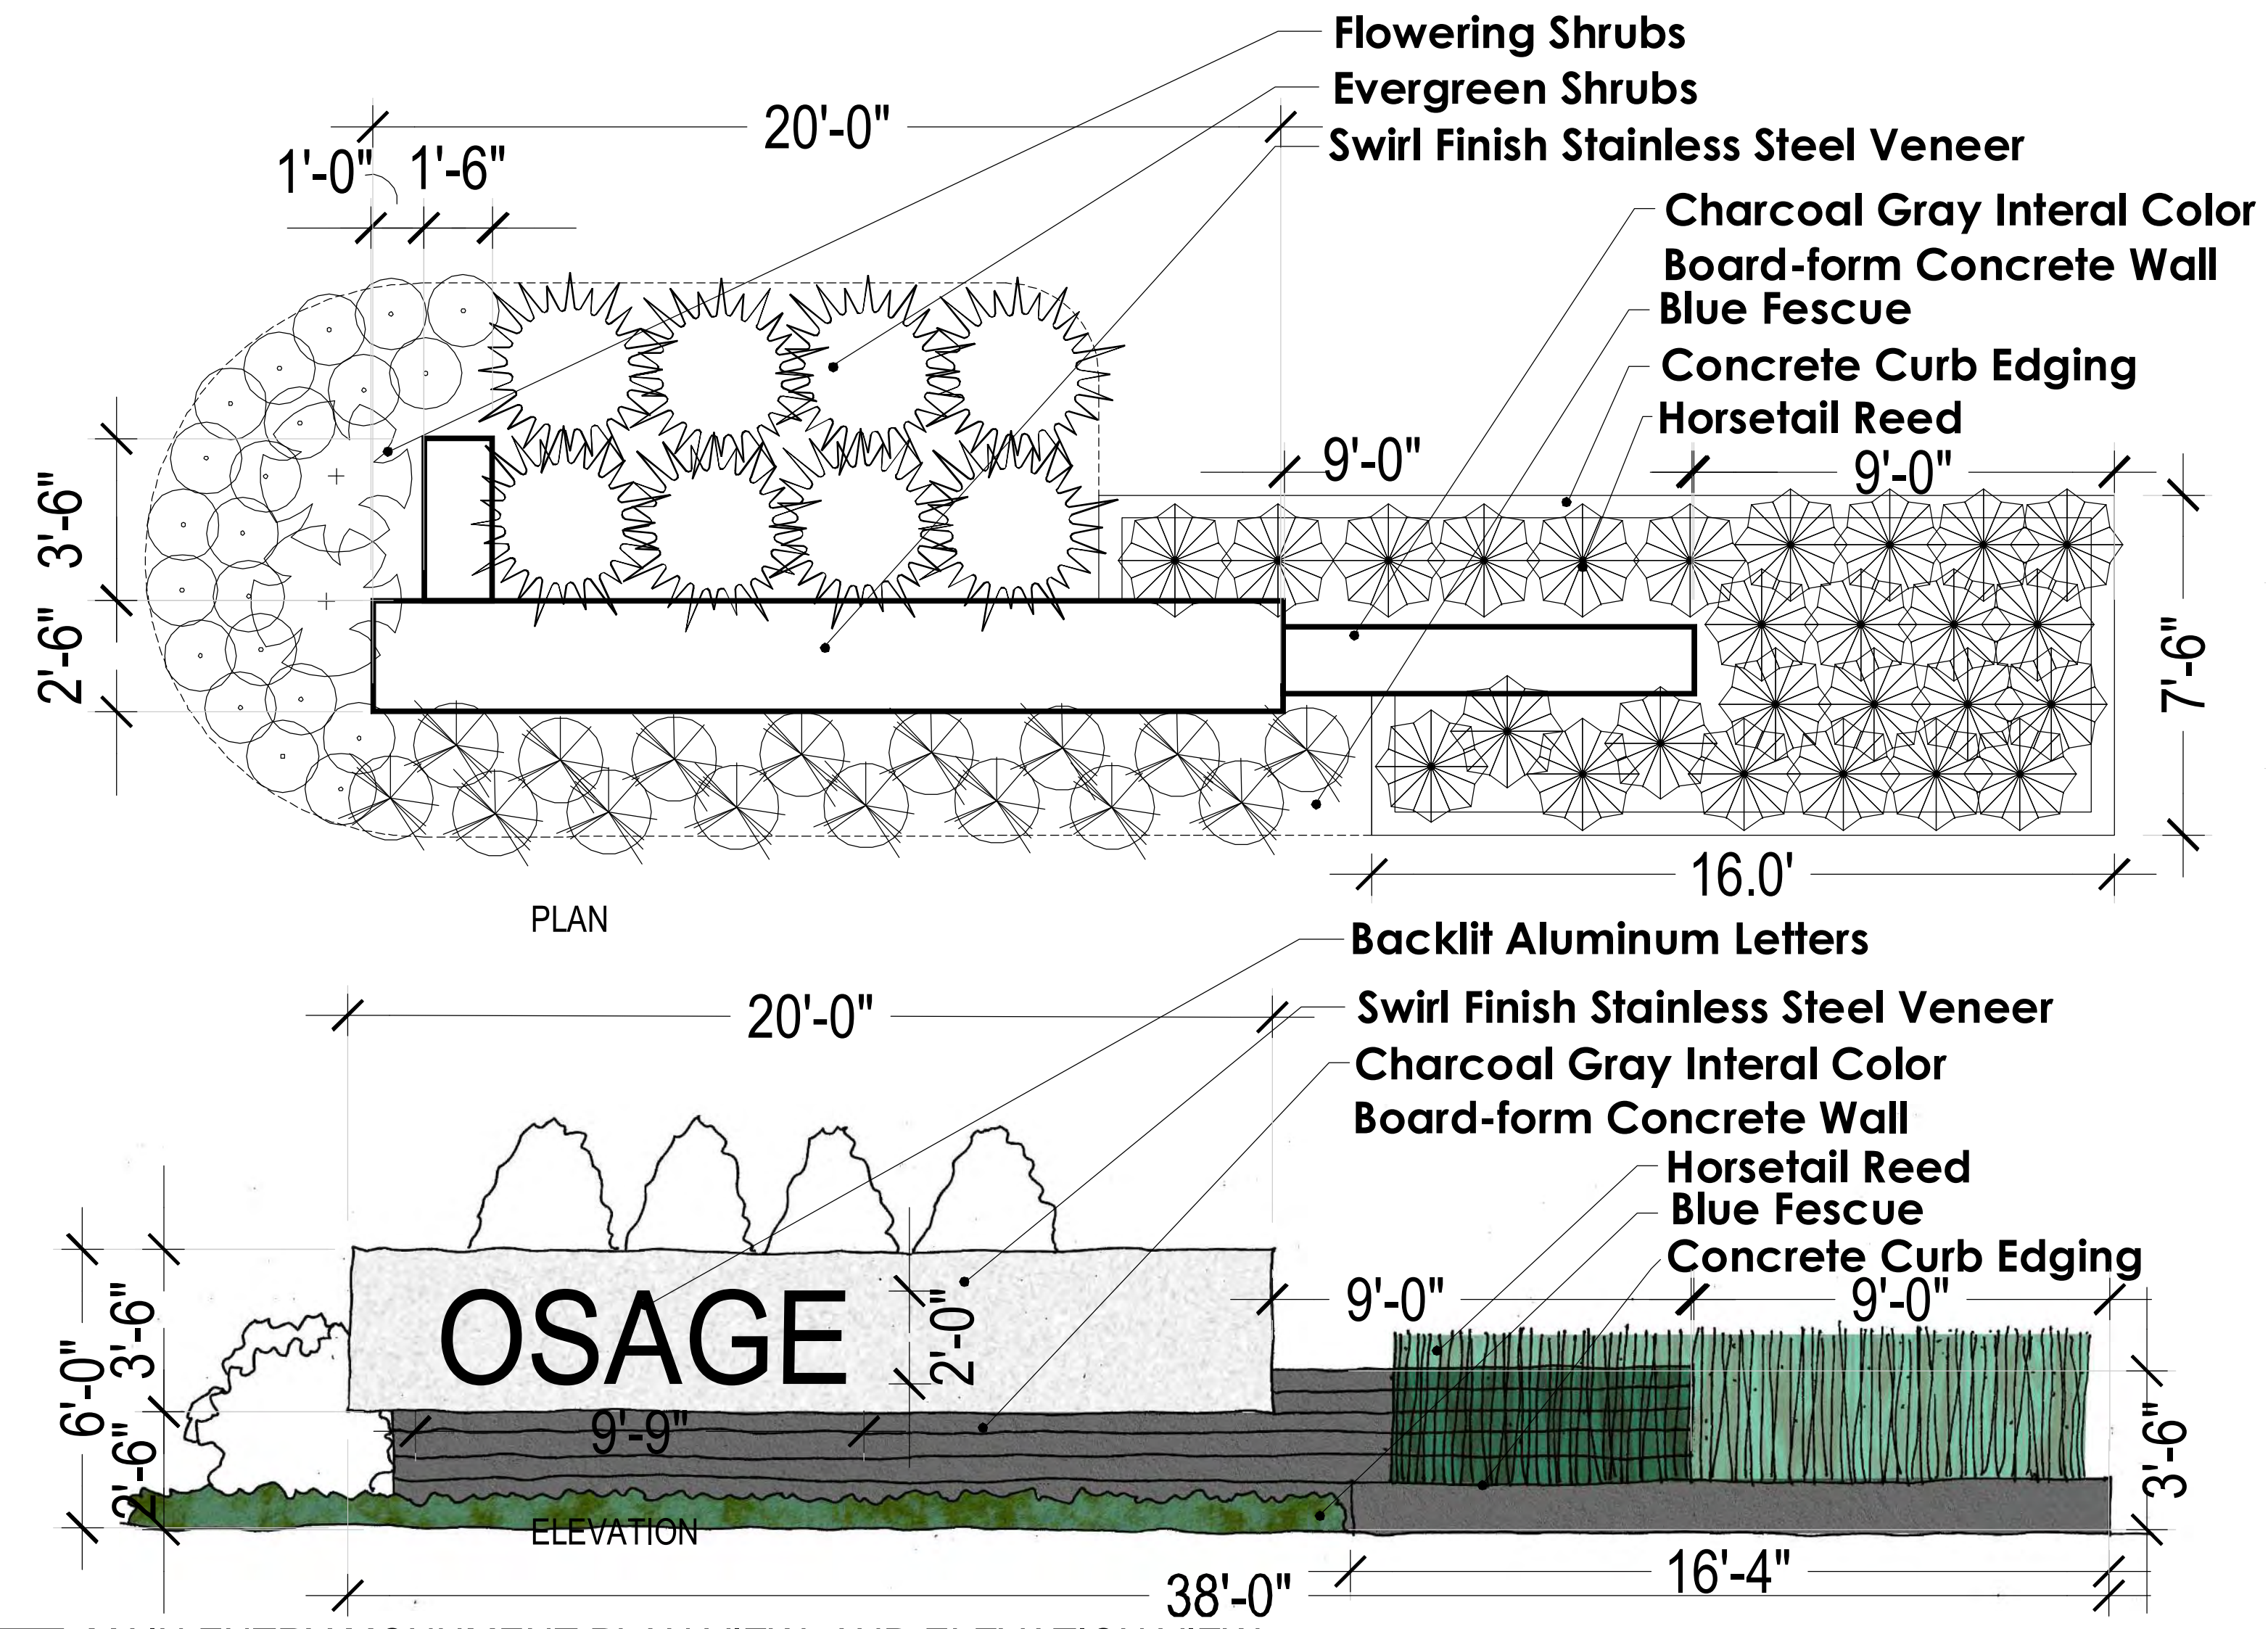 Flowering Shrubs
Evergreen Shrubs
20'-0"
Swirl Finish Stainless Steel Veneer
1'-0" 1'-6"
Charcoal Gray Interal Color
Board-form Concrete Wall
Blue Fescue
Concrete Curb Edging
Horsetail Reed
9'-0" 9'-0"
3'-6"
2'-6"
7'-6"
16.0'
PLAN
Backlit Aluminum Letters
20'-0"
Swirl Finish Stainless Steel Veneer
Charcoal Gray Interal Color
Board-form Concrete Wall
Horsetail Reed
Blue Fescue
Concrete Curb Edging
9'-0" 9'-0"
OSAGE
2'-0"
3'-6"
6'-0"
2'-6"
9'-9"
3'-6"
ELEVATION
16'-4"
38'-0"